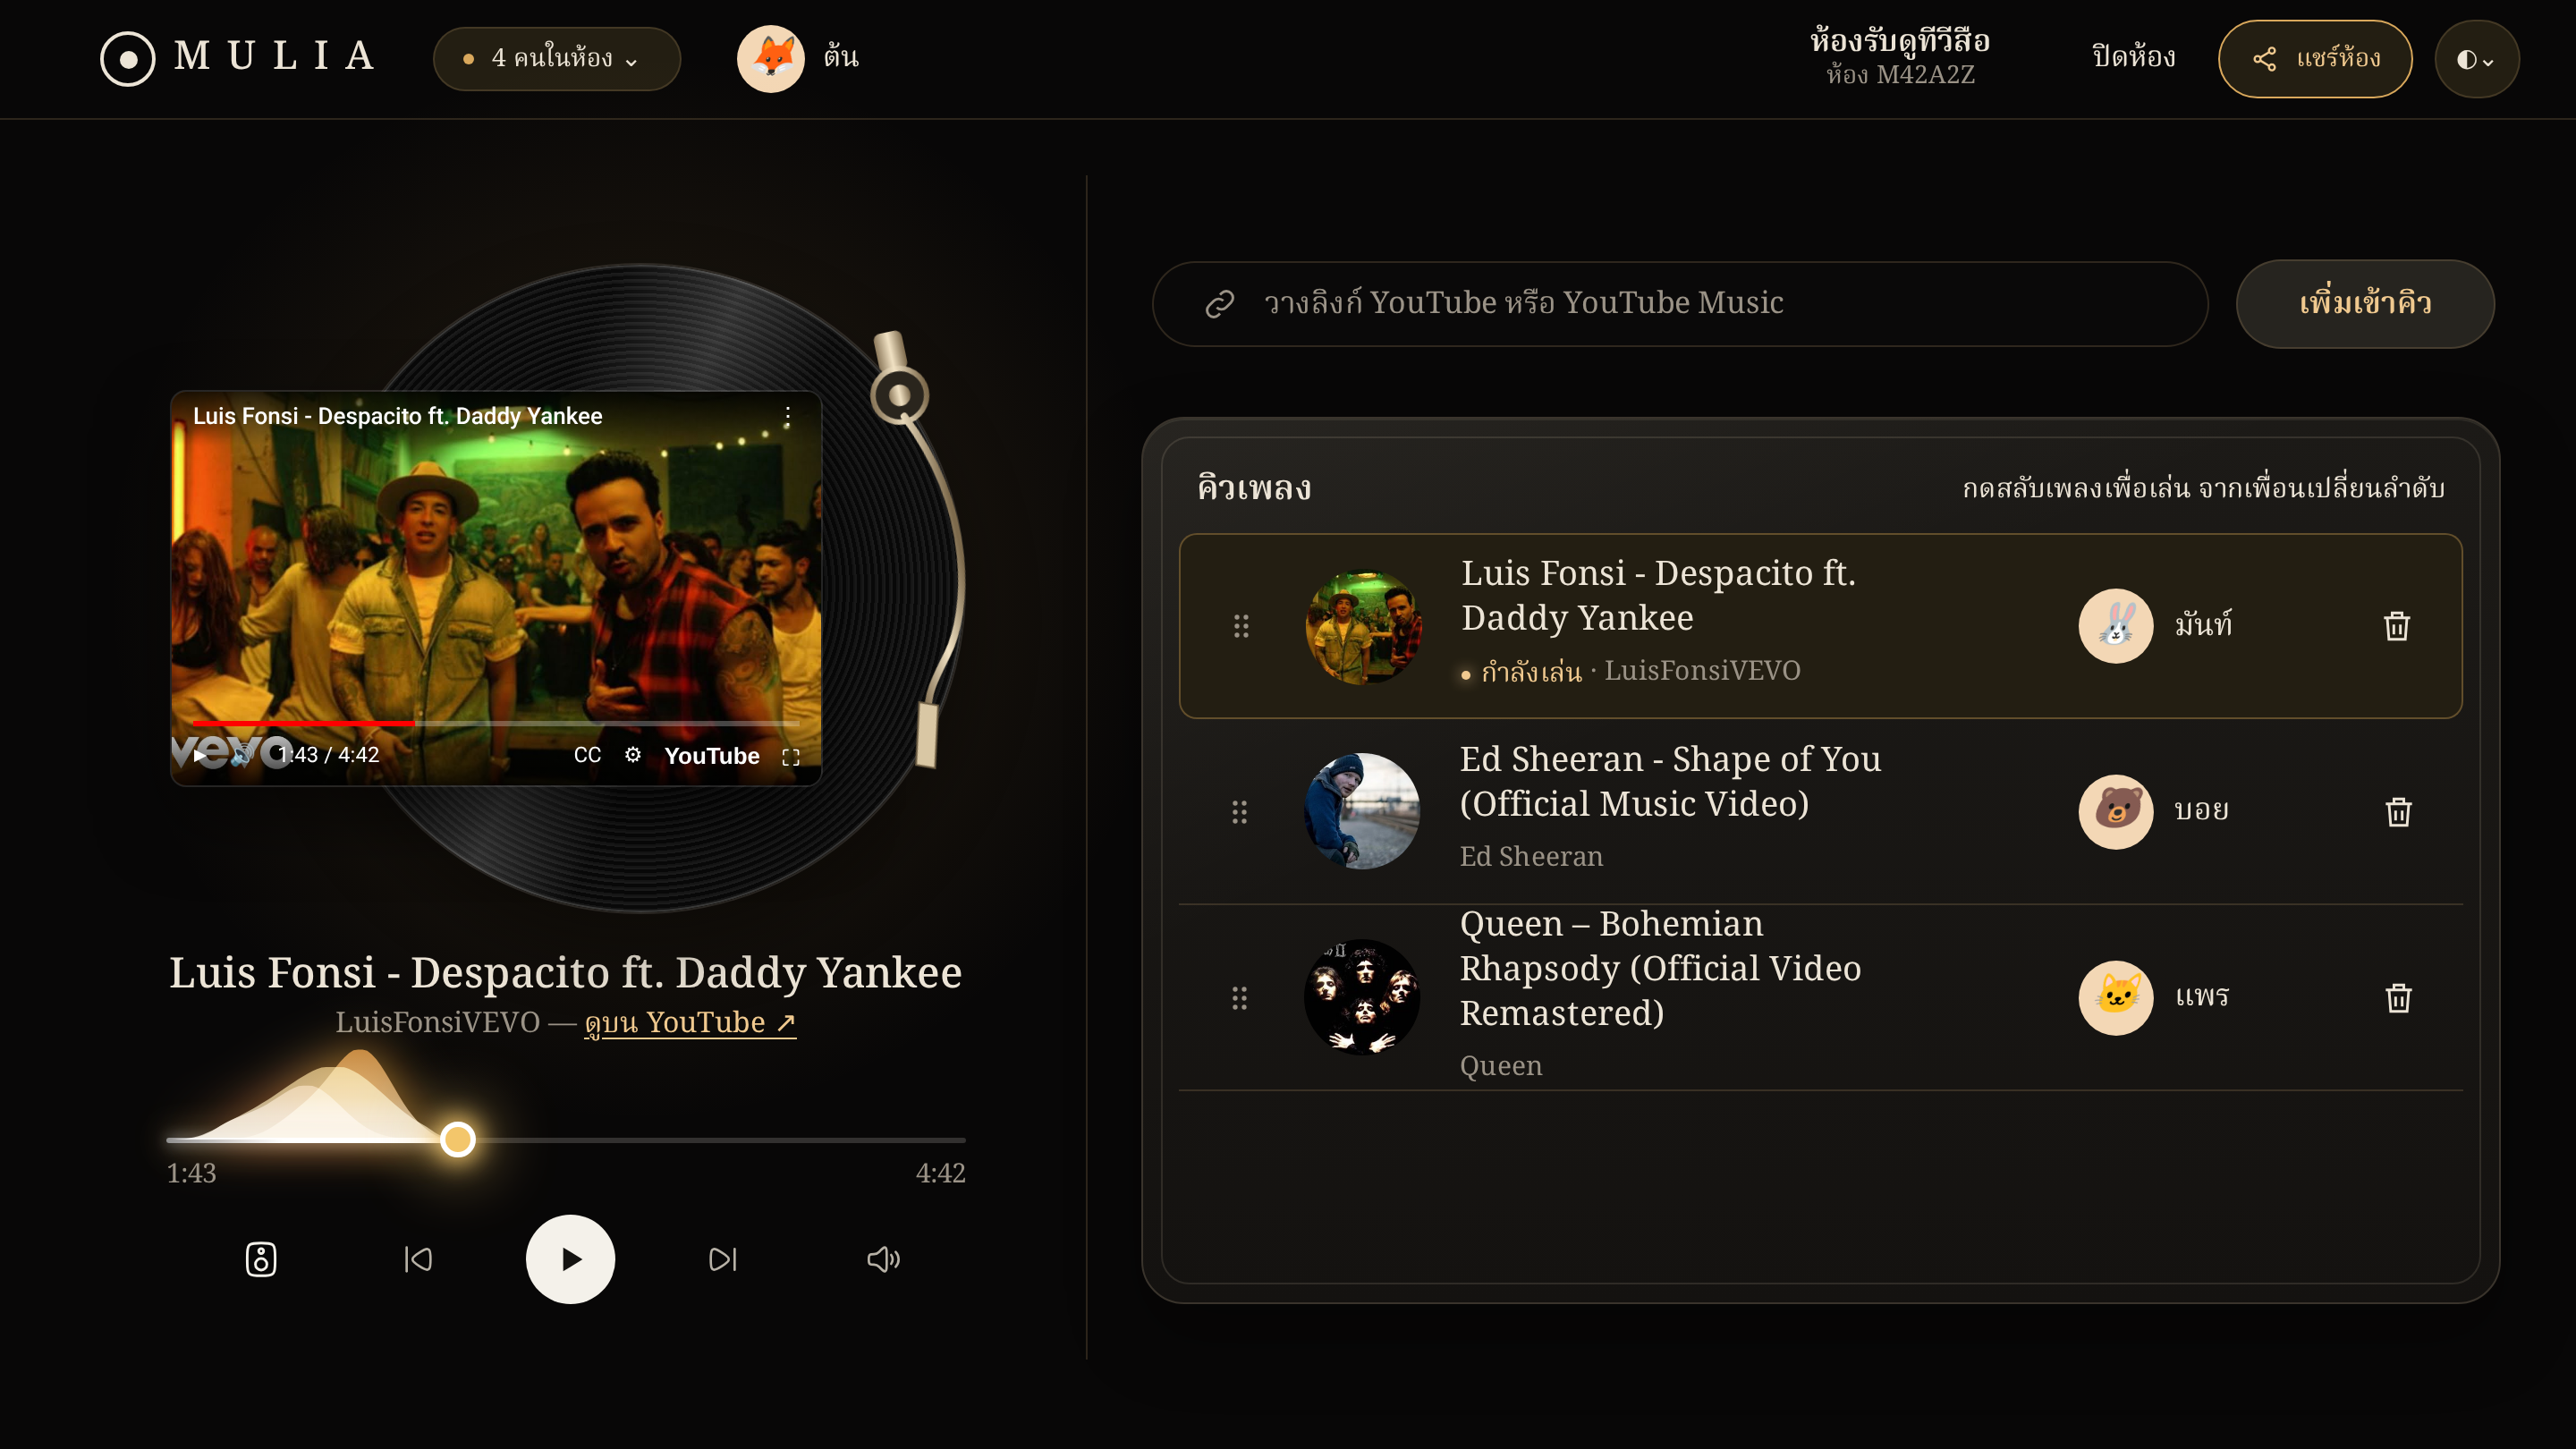 MULIA
4 คนในห้อง
ต้น
ห้องรับดูทีวีสือ
ห้อง M42A2Z
ปิดห้อง
แชร์ห้อง
วางลิงก์ YouTube หรือ YouTube Music
เพิ่มเข้าคิว
Luis Fonsi - Despacito ft. Daddy Yankee
vevo
1:43 / 4:42
CC
YouTube
Luis Fonsi - Despacito ft. Daddy Yankee
LuisFonsiVEVO — ดูบน YouTube ↗
1:43
4:42
คิวเพลง
กดสลับเพลงเพื่อเล่น จากเพื่อนเปลี่ยนลำดับ
Luis Fonsi - Despacito ft.
Daddy Yankee
กำลังเล่น · LuisFonsiVEVO
มันท์
Ed Sheeran - Shape of You
(Official Music Video)
Ed Sheeran
บอย
Queen – Bohemian
Rhapsody (Official Video
Remastered)
Queen
แพร